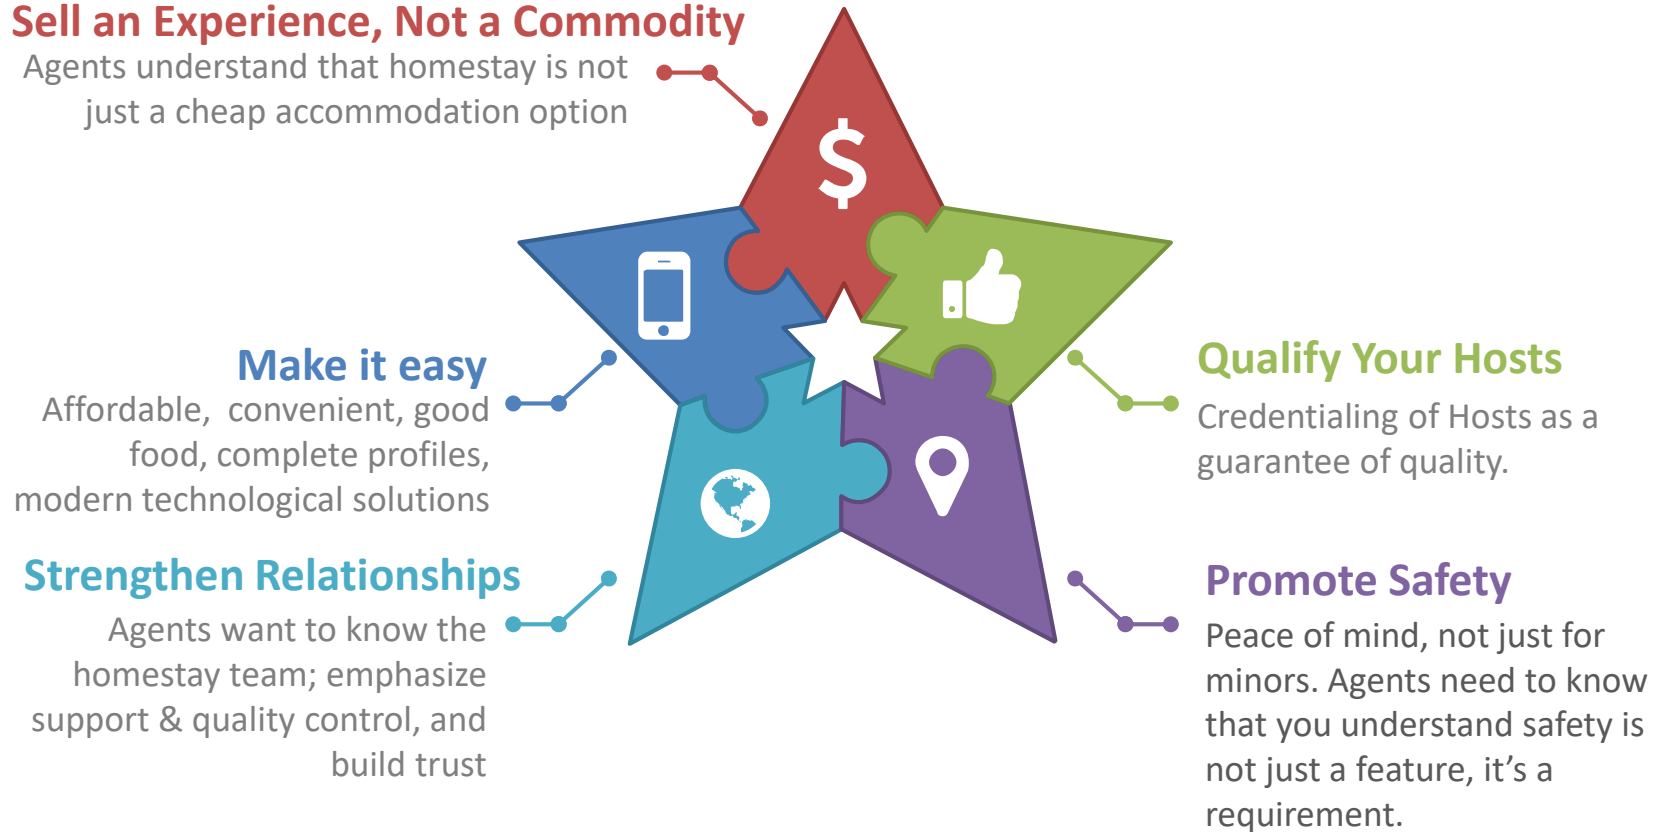 Sell an Experience, Not a Commodity
Agents understand that homestay is not
just a cheap accommodation option
$
Make it easy
Affordable,  convenient, good
food, complete profiles,
modern technological solutions
Qualify Your Hosts
Credentialing of Hosts as a
guarantee of quality.
Strengthen Relationships
Agents want to know the
homestay team; emphasize
support & quality control, and
build trust
Promote Safety
Peace of mind, not just for
minors. Agents need to know
that you understand safety is
not just a feature, it’s a
requirement.